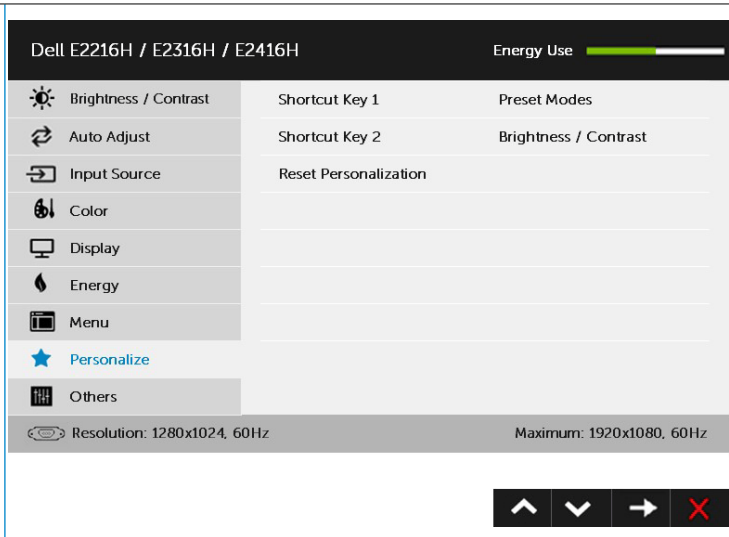 Dell E2216H / E2316H / E2416H Energy Use
Brightness / Contrast Shortcut Key 1 Preset Modes
Auto Adjust Shortcut Key 2 Brightness / Contrast
Input Source Reset Personalization
Color
Display
Energy
Menu
Personalize
Others
Resolution: 1280x1024, 60Hz Maximum: 1920x1080, 60Hz